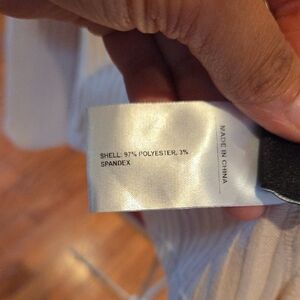 SHELL: 97% POLYESTER, 3%
SPANDEX
MADE IN CHINA